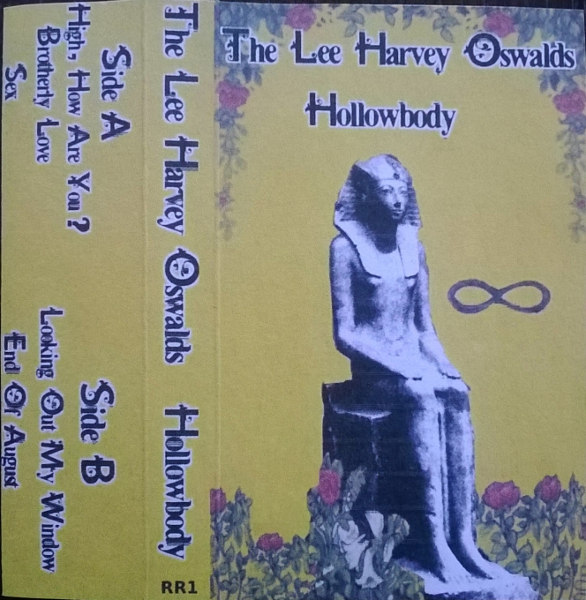 The Lee Harvey Oswalds
Hollowbody
The Lee Harvey Oswalds Hollowbody
RR1
Side A
High, How Are You?
Brotherly Love
Sex
Side B
Looking Out My Window
End Of August